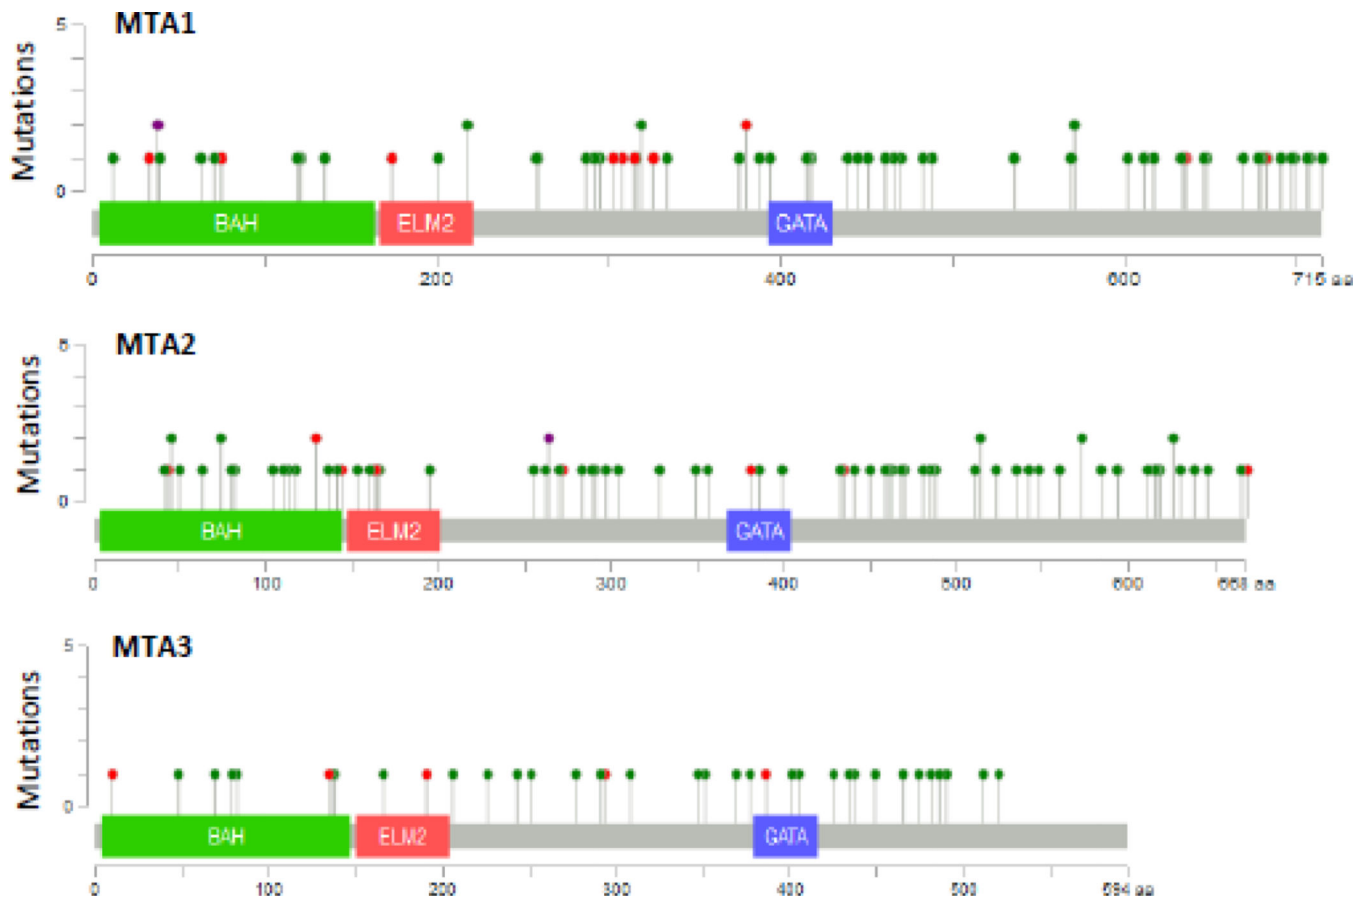 MTA1
5
Mutations
0
BAH ELM2 GATA
0 200 400 600 715 aa
MTA2
5
Mutations
0
BAH ELM2 GATA
0 100 200 300 400 500 600 668 aa
MTA3
5
Mutations
0
BAH ELM2 GATA
0 100 200 300 400 500 594 aa